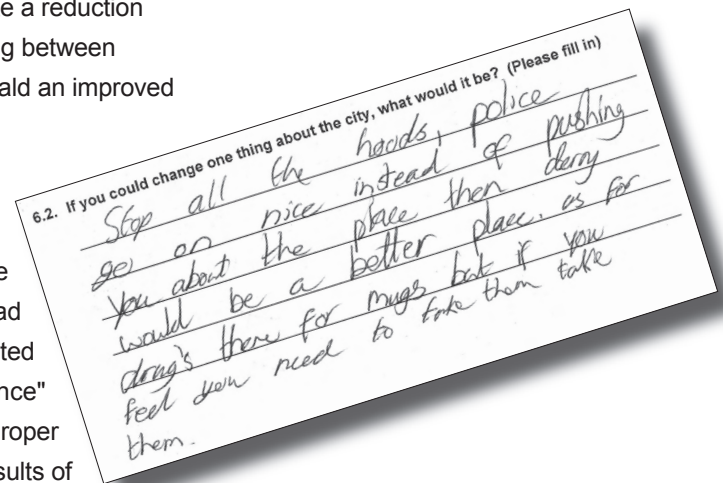 e a reduction
g between
ald an improved
6.2. If you could change one thing about the city, what would it be? (Please fill in)
Stop all the hoods, police
go on nice instead of pushing
you about the place then derry
would be a better place. as for
drug's there for mugs but if you
feel you need to take them take
them.
e
ad
ted
nce"
roper
sults of